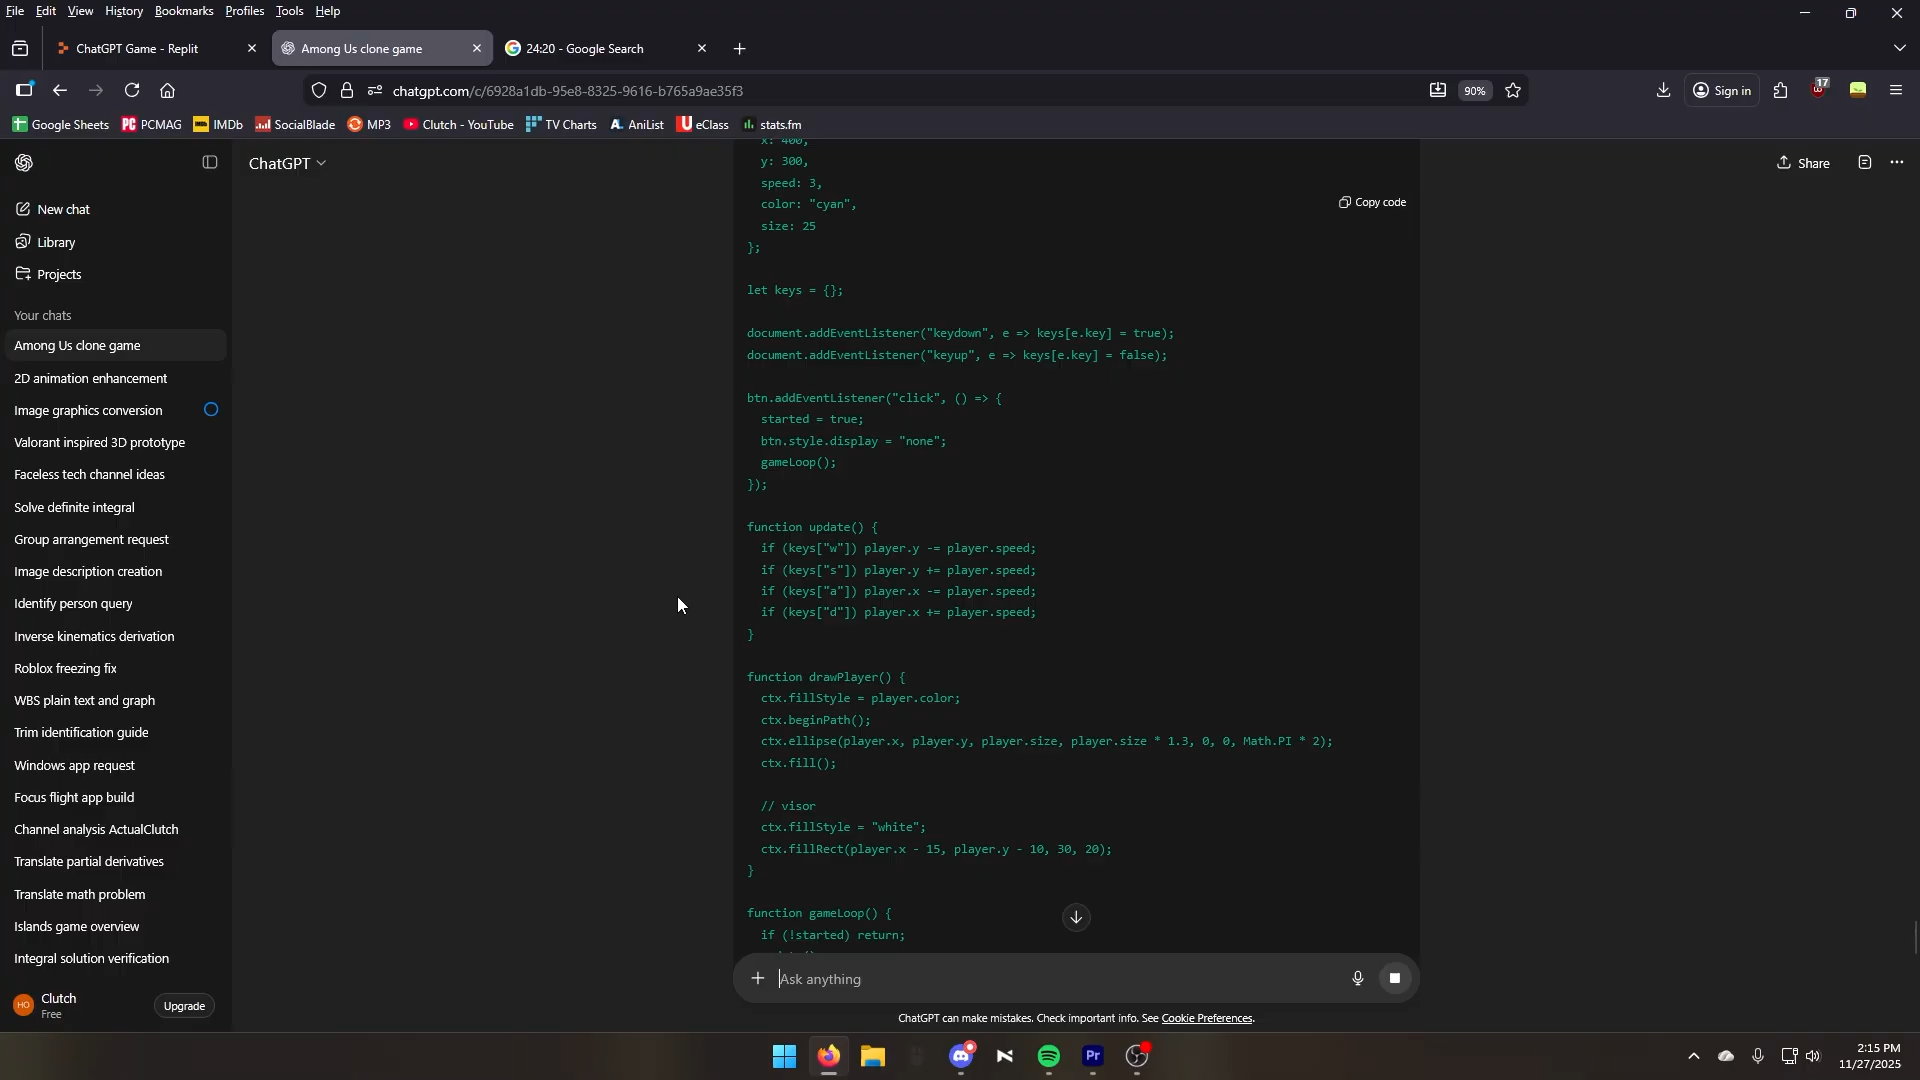 File Edit View History Bookmarks Profiles Tools Help
ChatGPT Game - Replit
Among Us clone game
24:20 - Google Search
chatgpt.com/c/6928a1db-95e8-8325-9616-b765a9ae35f3
90%
Sign in
17
Google Sheets
PC PCMAG
IMDb IMDb
SocialBlade
MP3
Clutch - YouTube
TV Charts
AniList
eClass
stats.fm
ChatGPT
Share
New chat
Library
Projects
Your chats
Among Us clone game
2D animation enhancement
Image graphics conversion
Valorant inspired 3D prototype
Faceless tech channel ideas
Solve definite integral
Group arrangement request
Image description creation
Identify person query
Inverse kinematics derivation
Roblox freezing fix
WBS plain text and graph
Trim identification guide
Windows app request
Focus flight app build
Channel analysis ActualClutch
Translate partial derivatives
Translate math problem
Islands game overview
Integral solution verification
HO
Clutch
Free
Upgrade
x: 400,
y: 300,
speed: 3,
Copy code
color: "cyan",
size: 25
};
let keys = {};
document.addEventListener("keydown", e => keys[e.key] = true);
document.addEventListener("keyup", e => keys[e.key] = false);
btn.addEventListener("click", () => {
started = true;
btn.style.display = "none";
gameLoop();
});
function update() {
if (keys["w"]) player.y -= player.speed;
if (keys["s"]) player.y += player.speed;
if (keys["a"]) player.x -= player.speed;
if (keys["d"]) player.x += player.speed;
}
function drawPlayer() {
ctx.fillStyle = player.color;
ctx.beginPath();
ctx.ellipse(player.x, player.y, player.size, player.size * 1.3, 0, 0, Math.PI * 2);
ctx.fill();
// visor
ctx.fillStyle = "white";
ctx.fillRect(player.x - 15, player.y - 10, 30, 20);
}
function gameLoop() {
if (!started) return;
Ask anything
ChatGPT can make mistakes. Check important info. See Cookie Preferences.
Pr
2:15 PM
11/27/2025